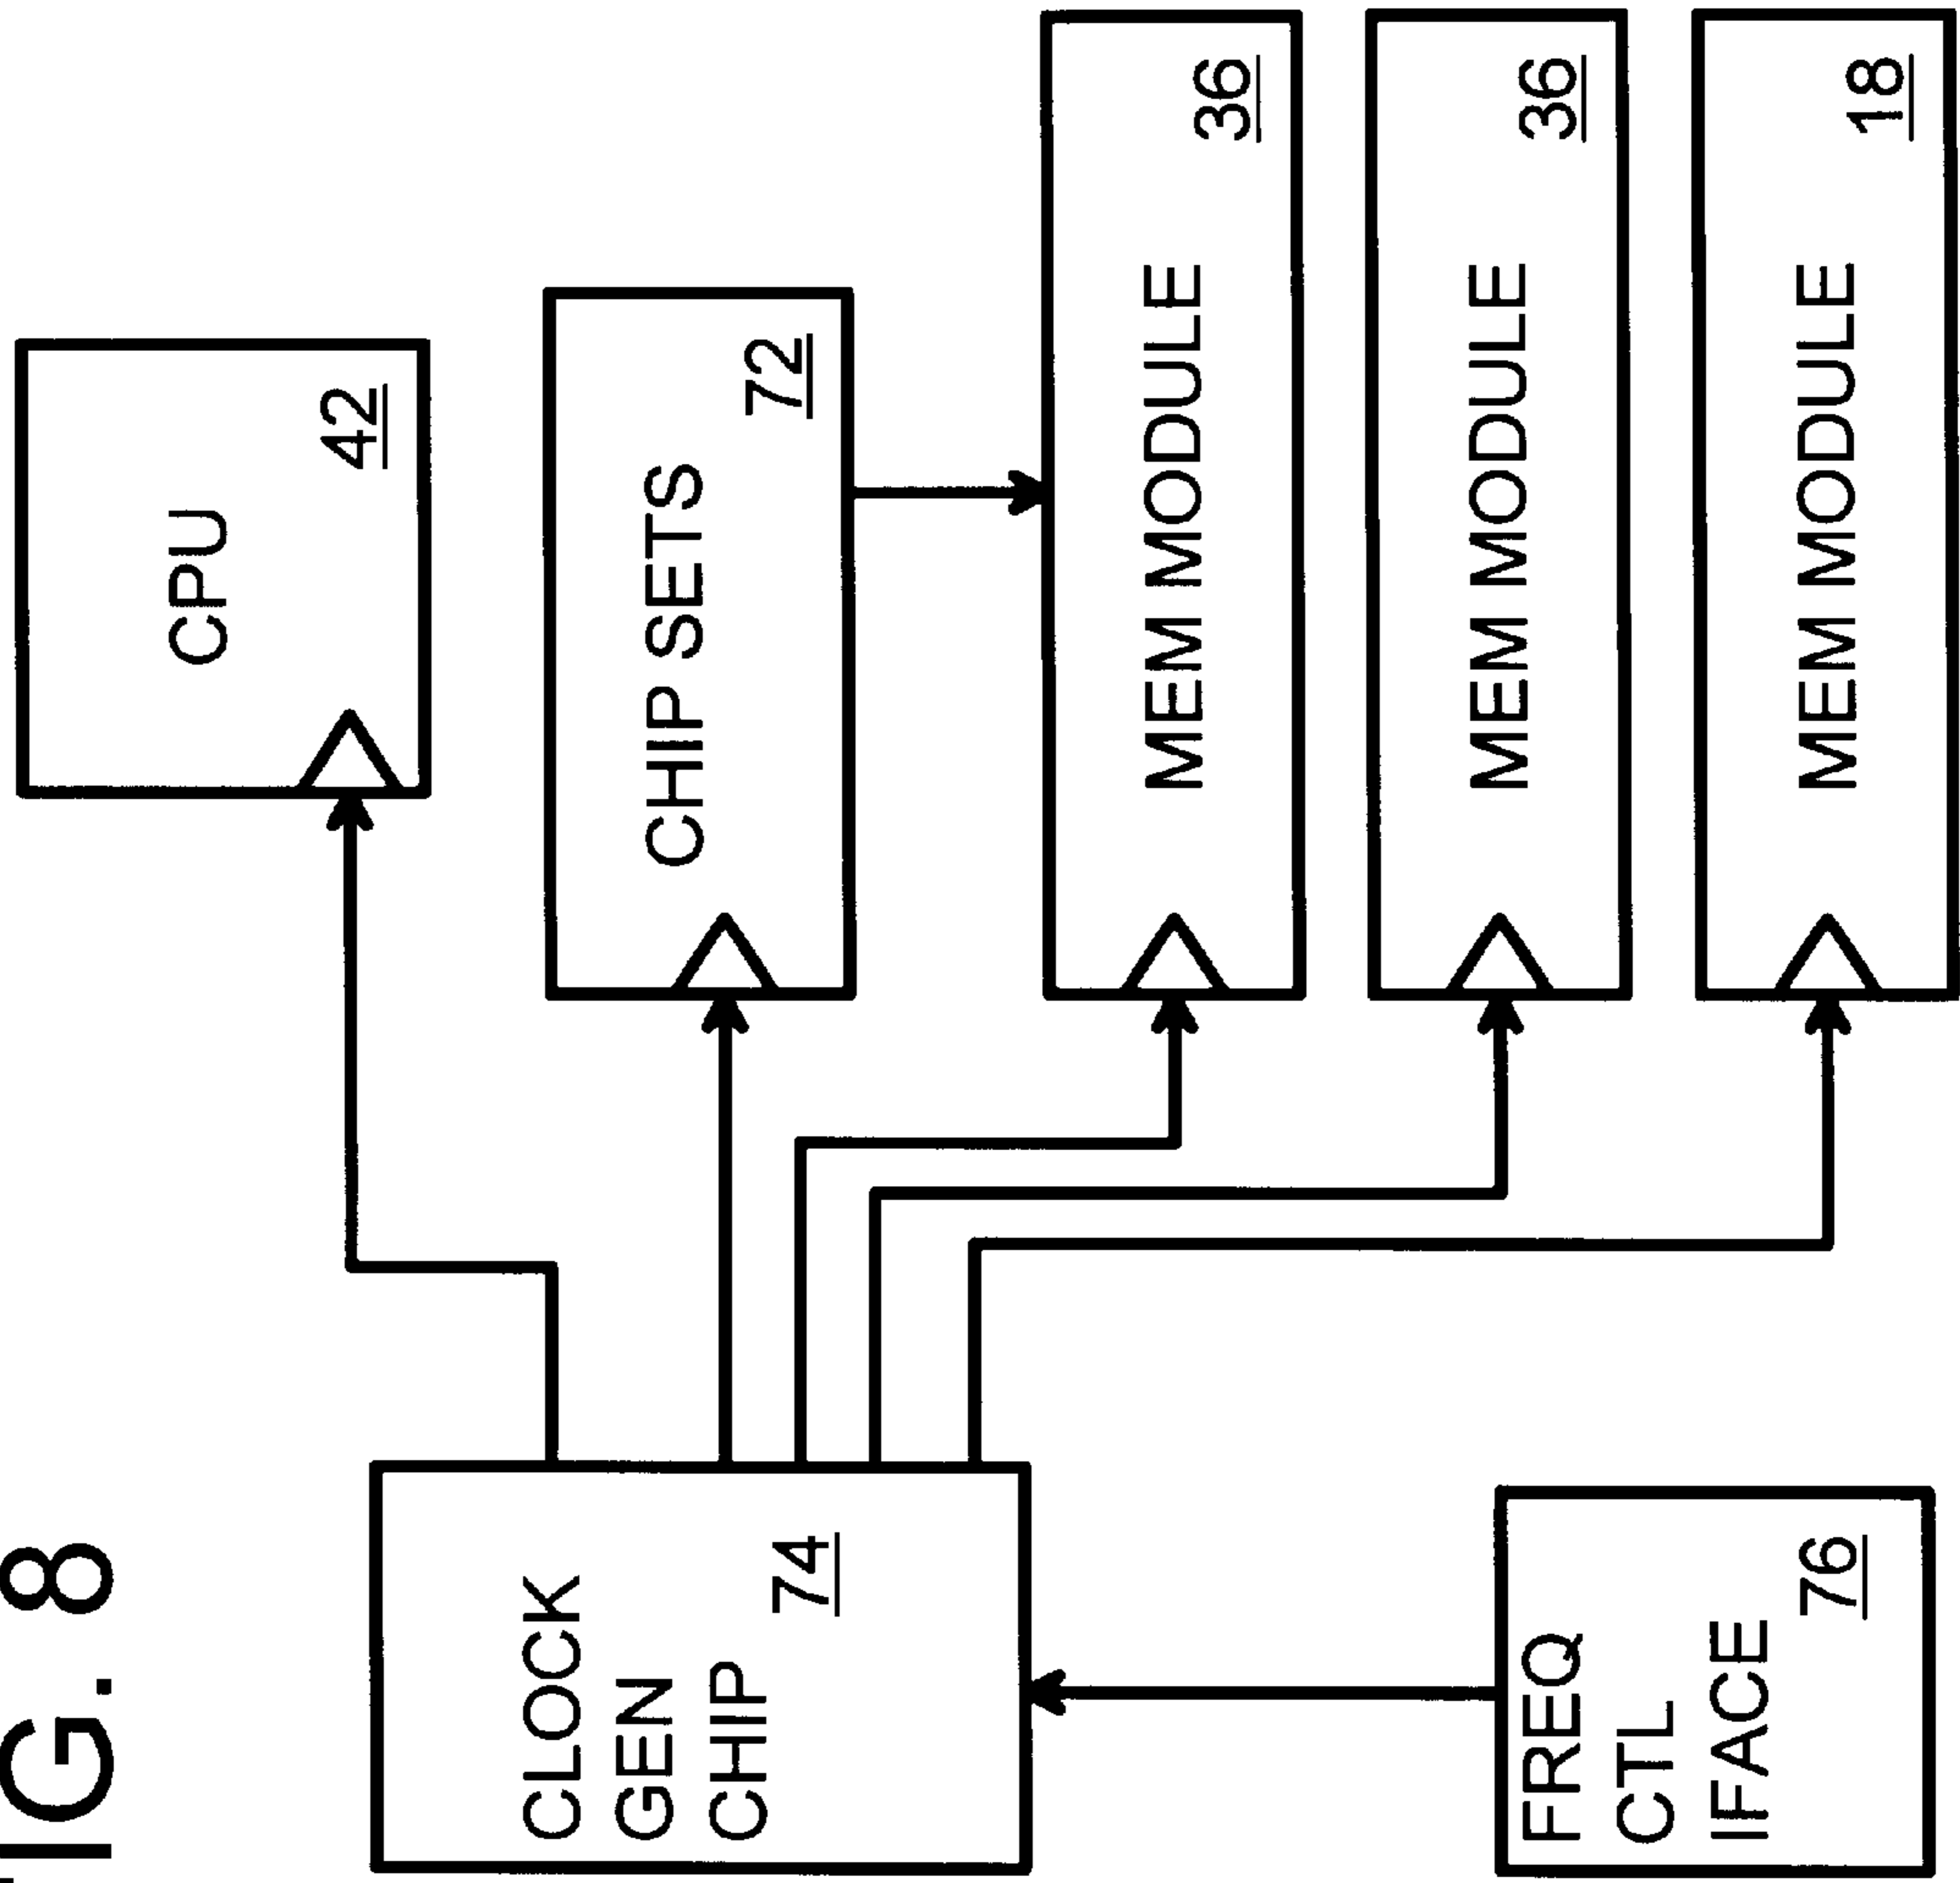 FIG. 8
CPU
42
CLOCK
GEN
CHIP
74
CHIP SETS
72
MEM MODULE
36
MEM MODULE
36
FREQ
CTL
IFACE
76
MEM MODULE
18